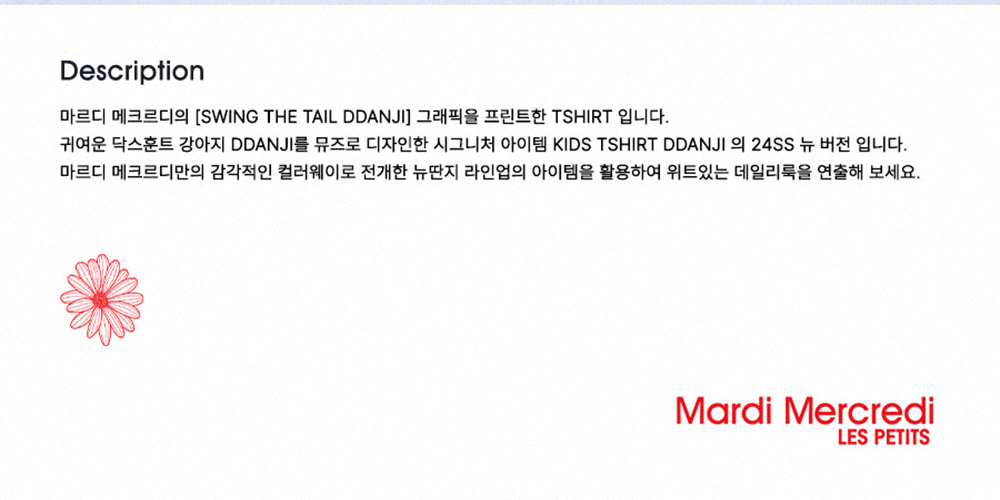 Description
마르디 메크르디의 [SWING THE TAIL DDANJI] 그래픽을 프린트한 TSHIRT 입니다.
귀여운 닥스훈트 강아지 DDANJI를 뮤즈로 디자인한 시그니처 아이템 KIDS TSHIRT DDANJI 의 24SS 뉴 버전 입니다.
마르디 메크르디만의 감각적인 컬러웨이로 전개한 뉴딴지 라인업의 아이템을 활용하여 위트있는 데일리룩을 연출해 보세요.
Mardi Mercredi
LES PETITS